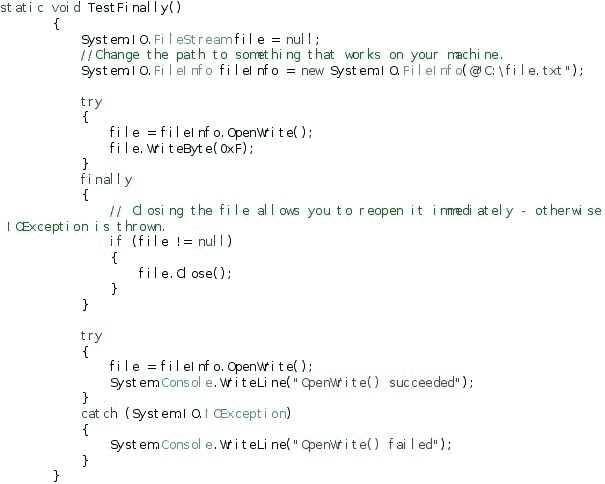 static void TestFinally()
{
System.IO.FileStream file = null;
//Change the path to something that works on your machine.
System.IO.FileInfo fileInfo = new System.IO.FileInfo(@"C:\file.txt");
try
{
file = fileInfo.OpenWrite();
file.WriteByte(0xF);
}
finally
{
// Closing the file allows you to reopen it immediately - otherwise
IOException is thrown.
if (file != null)
{
file.Close();
}
}
try
{
file = fileInfo.OpenWrite();
System.Console.WriteLine("OpenWrite() succeeded");
}
catch (System.IO.IOException)
{
System.Console.WriteLine("OpenWrite() failed");
}
}